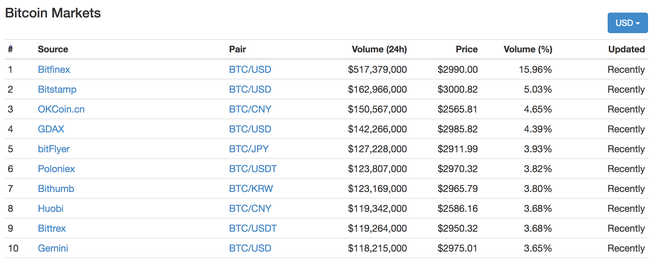 Bitcoin Markets
USD
# Source Pair Volume (24h) Price Volume (%) Updated
1 Bitfinex BTC/USD $517,379,000 $2990.00 15.96% Recently
2 Bitstamp BTC/USD $162,966,000 $3000.82 5.03% Recently
3 OKCoin.cn BTC/CNY $150,567,000 $2565.81 4.65% Recently
4 GDAX BTC/USD $142,266,000 $2985.82 4.39% Recently
5 bitFlyer BTC/JPY $127,228,000 $2911.99 3.93% Recently
6 Poloniex BTC/USDT $123,807,000 $2970.32 3.82% Recently
7 Bithumb BTC/KRW $123,169,000 $2965.79 3.80% Recently
8 Huobi BTC/CNY $119,342,000 $2586.16 3.68% Recently
9 Bittrex BTC/USDT $119,264,000 $2950.32 3.68% Recently
10 Gemini BTC/USD $118,215,000 $2975.01 3.65% Recently